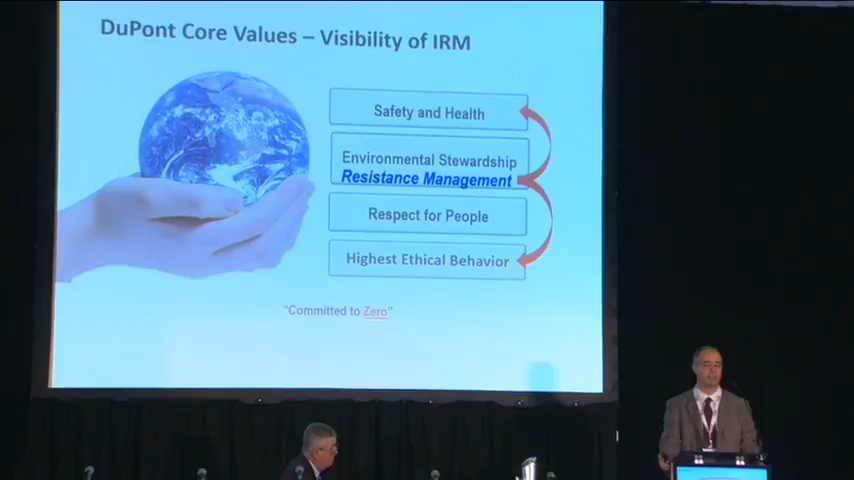 DuPont Core Values – Visibility of IRM
Safety and Health
Environmental Stewardship
Resistance Management
Respect for People
Highest Ethical Behavior
"Committed to Zero"